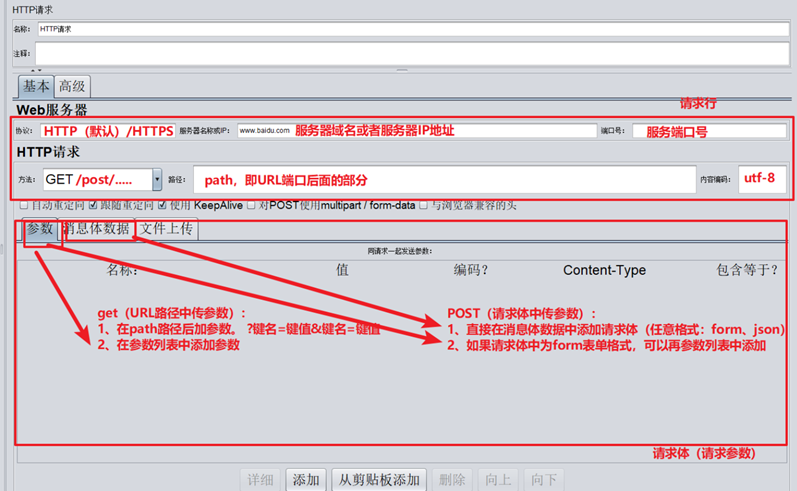 HTTP请求
名称： HTTP请求
注释：
基本 高级
请求行
Web服务器
协议： HTTP（默认）/HTTPS 服务器名称或IP： www.baidu.com 服务器域名或者服务器IP地址 端口号： 服务端口号
HTTP请求
方法： GET /post/..... 路径： path，即URL端口后面的部分 内容编码： utf-8
自动重定向 跟随重定向 使用 KeepAlive 对POST使用multipart / form-data 与浏览器兼容的头
参数 消息体数据 文件上传
同请求一起发送参数：
名称： 值 编码？ Content-Type 包含等于？
get（URL路径中传参数）： POST（请求体中传参数）：
1、在path路径后加参数。 ?键名=键值&键名=键值 1、直接在消息体数据中添加请求体（任意格式：form、json）
2、在参数列表中添加参数 2、如果请求体中为form表单格式，可以再参数列表中添加
请求体（请求参数）
详细 添加 从剪贴板添加 删除 向上 向下